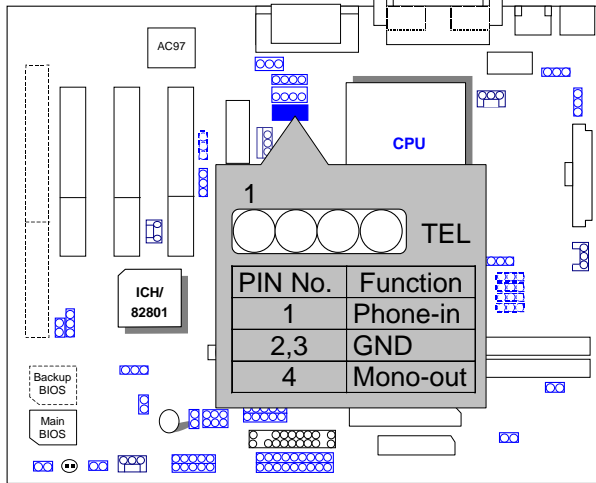 AC97
CPU
1
TEL
PIN No. Function
1 Phone-in
2,3 GND
4 Mono-out
ICH/
82801
Backup
BIOS
Main
BIOS